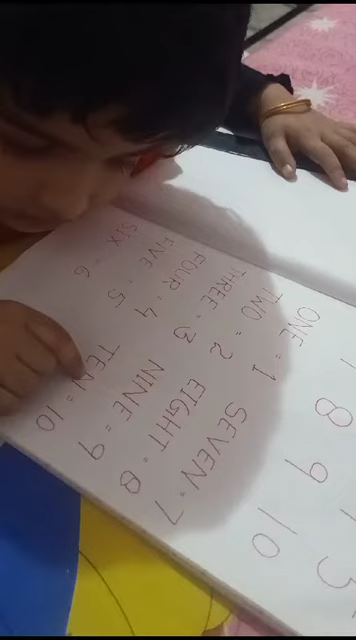 8 9 10
ONE = 1 SEVEN = 7
TWO = 2 EIGHT = 8
THREE = 3 NINE = 9
FOUR = 4 TEN = 10
FIVE = 5
SIX = 6